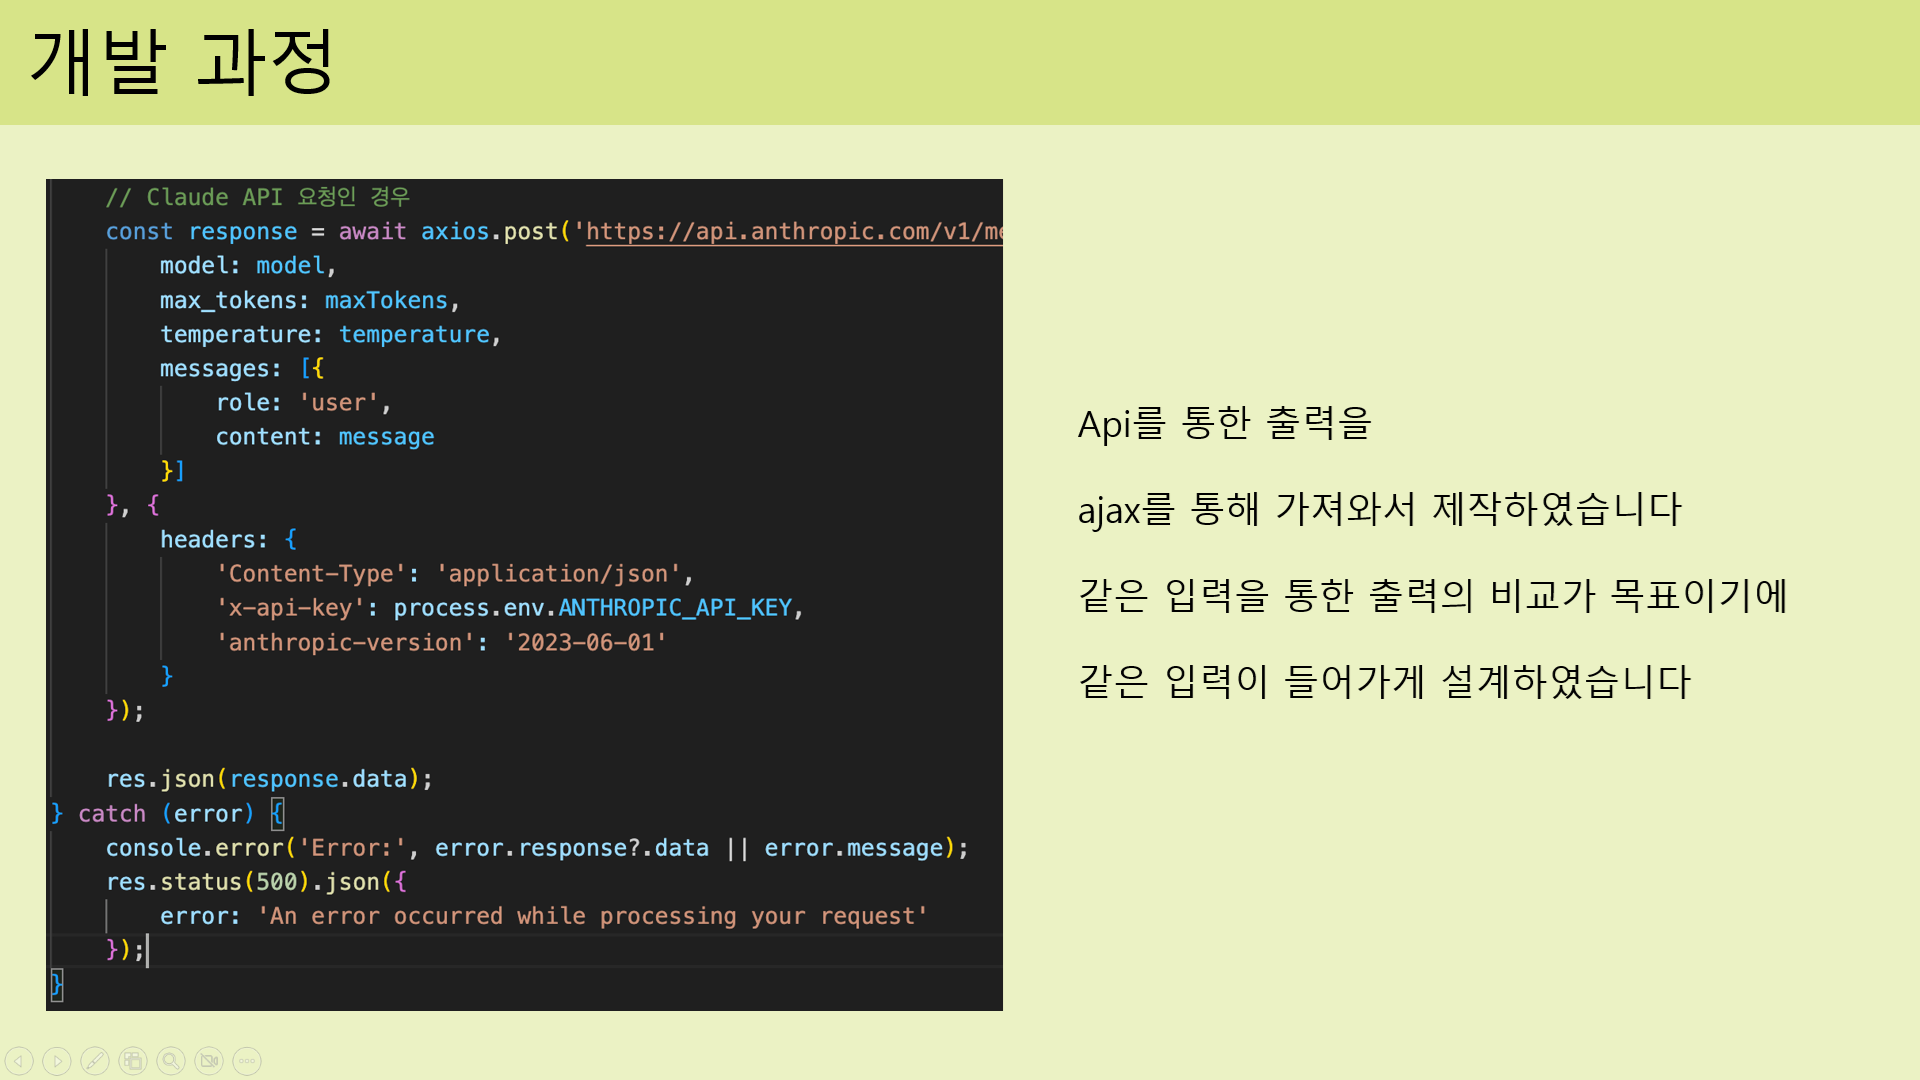 개발 과정
// Claude API 요청인 경우
const response = await axios.post('https://api.anthropic.com/v1/me
model: model,
max_tokens: maxTokens,
temperature: temperature,
messages: [{
role: 'user',
content: message
}]
}, {
headers: {
'Content-Type': 'application/json',
'x-api-key': process.env.ANTHROPIC_API_KEY,
'anthropic-version': '2023-06-01'
}
});
res.json(response.data);
} catch (error) {
console.error('Error:', error.response?.data || error.message);
res.status(500).json({
error: 'An error occurred while processing your request'
});
}
Api를 통한 출력을
ajax를 통해 가져와서 제작하였습니다
같은 입력을 통한 출력의 비교가 목표이기에
같은 입력이 들어가게 설계하였습니다